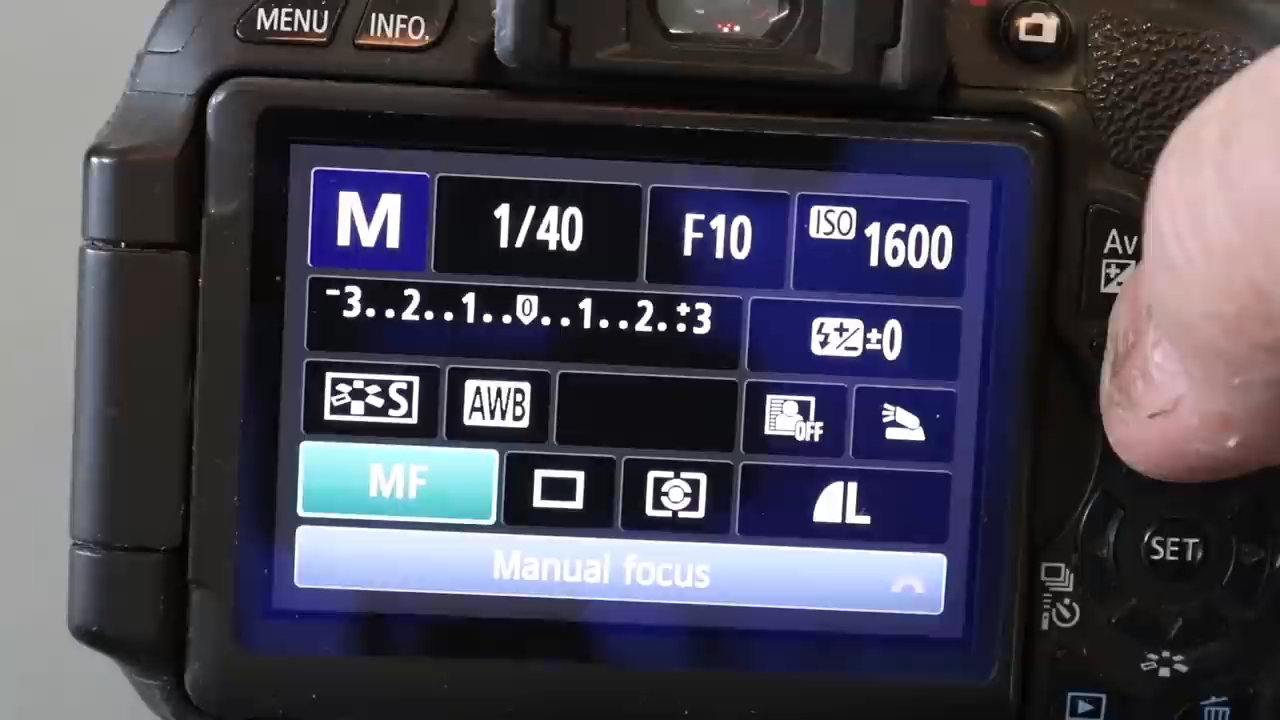 MENU INFO.
M 1/40 F10 ISO 1600
Av
-3..2..1..0..1..2.:+3 ±0
S AWB OFF
MF L
Manual focus
SET